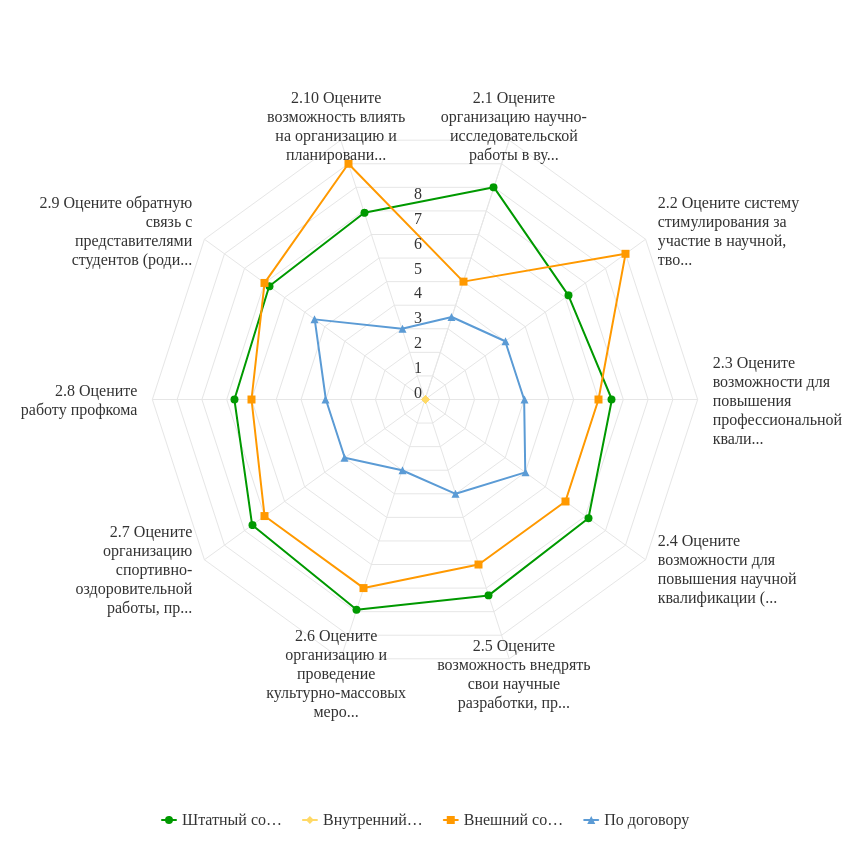 2.10 Оцените
возможность влиять
на организацию и
планировани...
2.1 Оцените
организацию научно-
исследовательской
работы в ву...
2.9 Оцените обратную
связь с
представителями
студентов (роди...
2.2 Оцените систему
стимулирования за
участие в научной,
тво...
8
7
6
5
4
3
2
1
0
2.8 Оцените
работу профкома
2.3 Оцените
возможности для
повышения
профессиональной
квали...
2.7 Оцените
организацию
спортивно-
оздоровительной
работы, пр...
2.4 Оцените
возможности для
повышения научной
квалификации (...
2.6 Оцените
организацию и
проведение
культурно-массовых
меро...
2.5 Оцените
возможность внедрять
свои научные
разработки, пр...
Штатный со... Внутренний... Внешний со... По договору